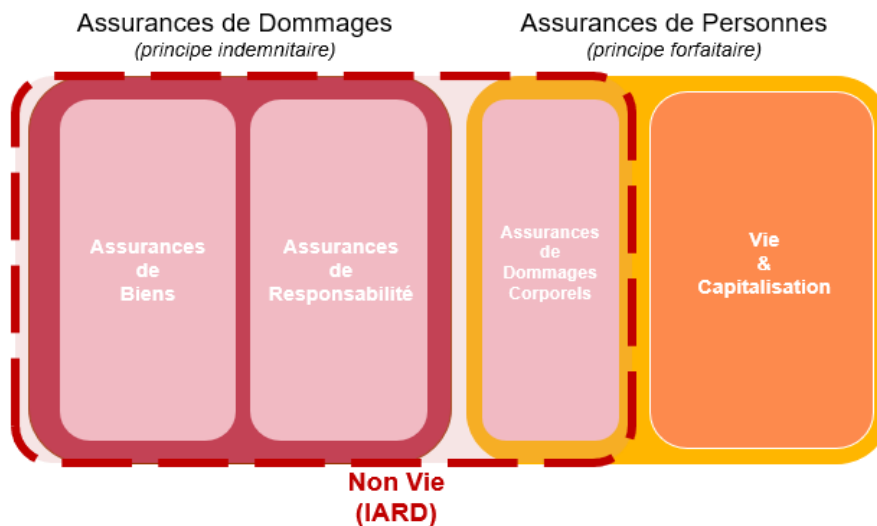 Assurances de Dommages
(principe indemnitaire)
Assurances de Personnes
(principe forfaitaire)
Assurances
de
Biens
Assurances
de
Responsabilité
Assurances
de
Dommages
Corporels
Vie
&
Capitalisation
Non Vie
(IARD)